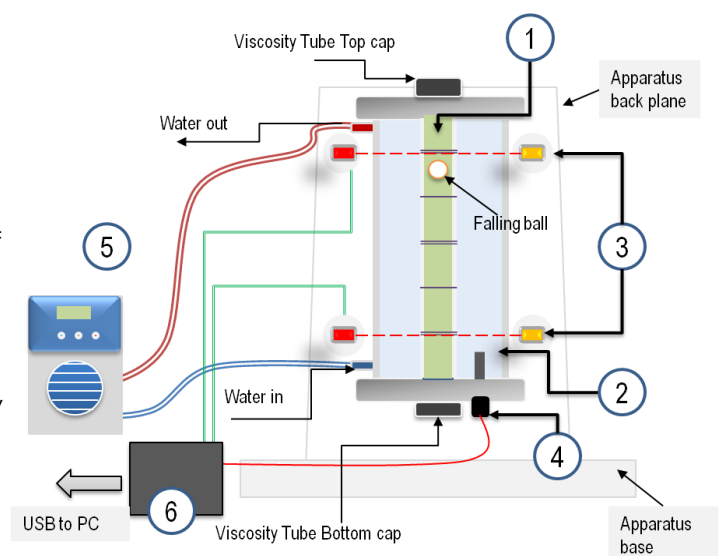 1
Viscosity Tube Top cap
Apparatus
back plane
Water out
Falling ball
5
3
Water in
2
4
6
USB to PC
Viscosity Tube Bottom cap
Apparatus
base